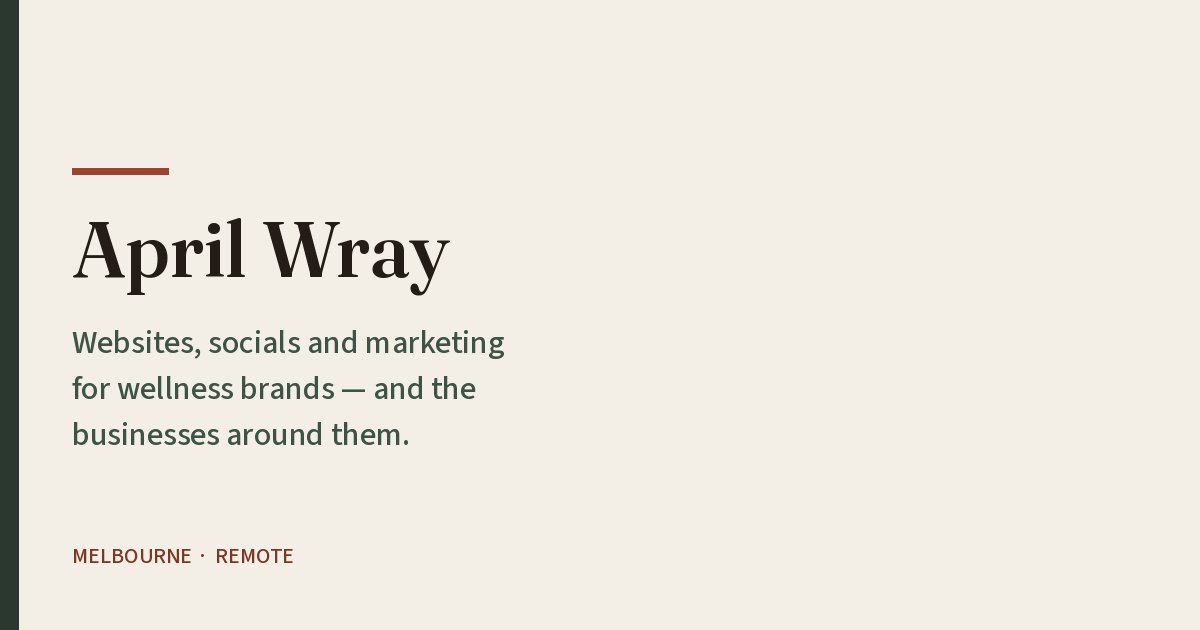 April Wray
Websites, socials and marketing
for wellness brands — and the
businesses around them.
MELBOURNE · REMOTE